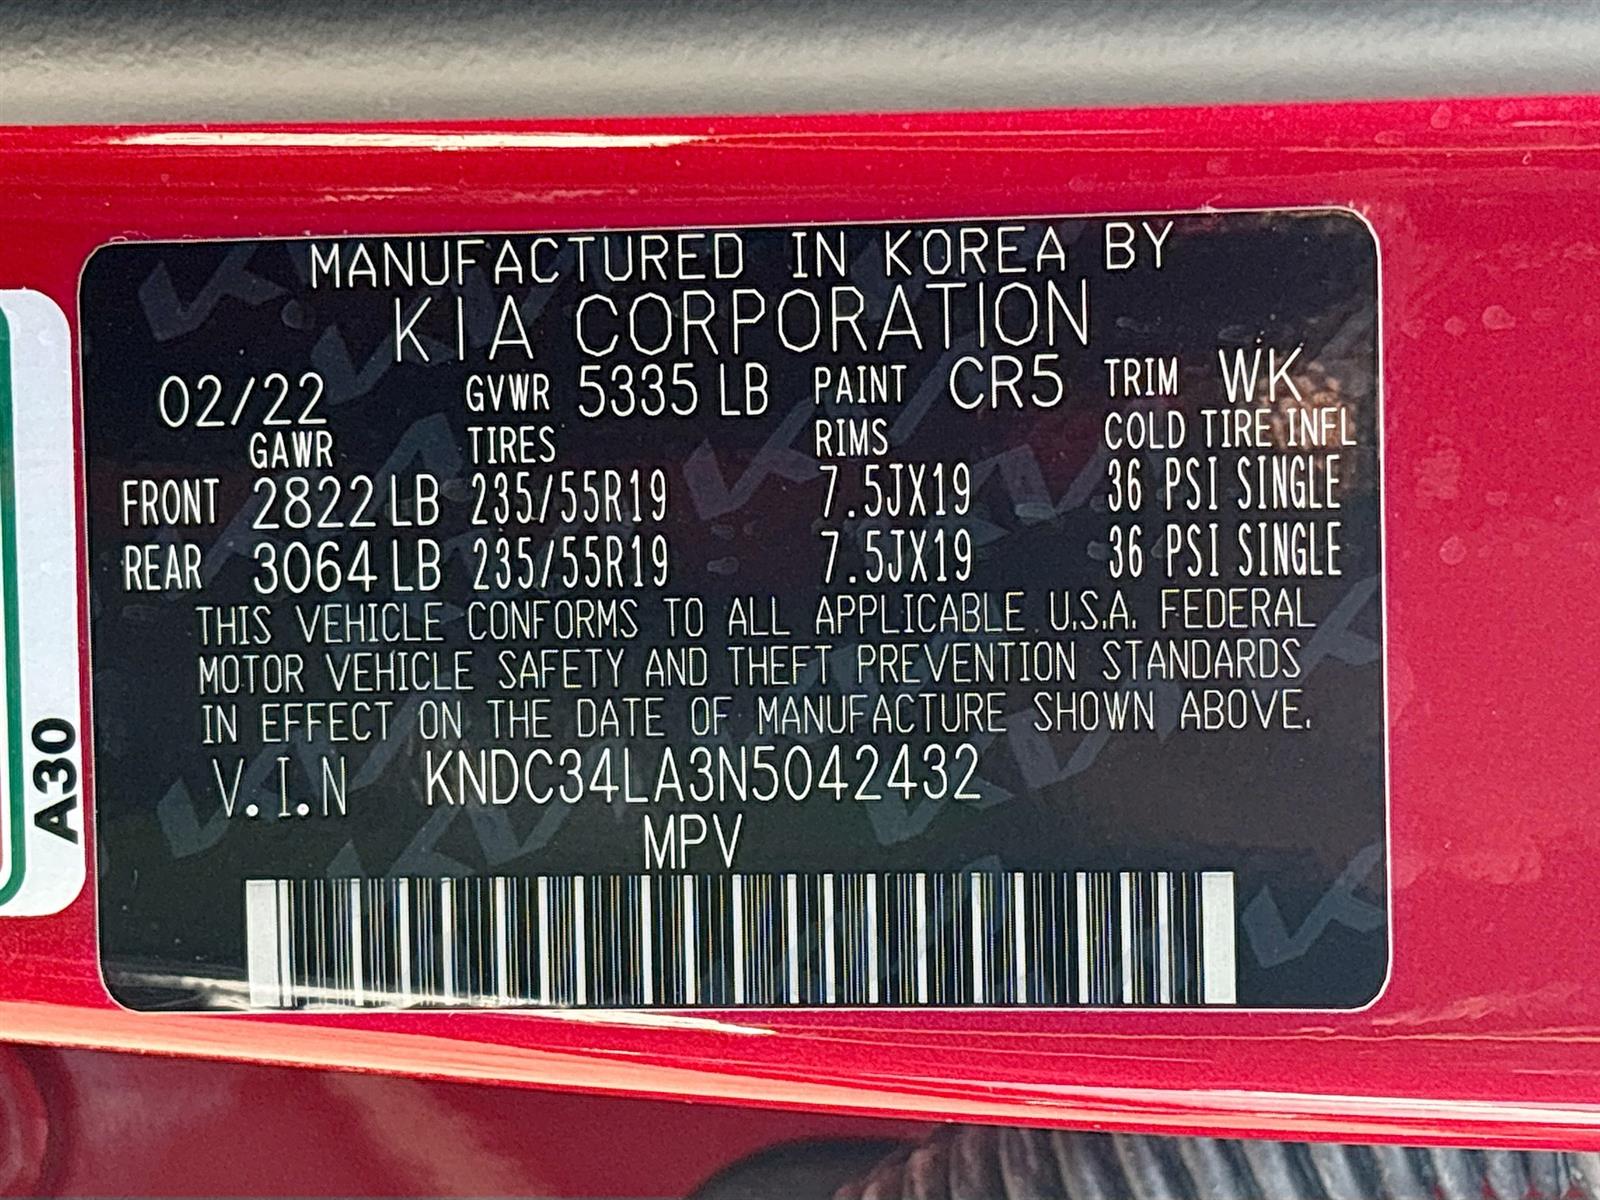 MANUFACTURED IN KOREA BY
KIA CORPORATION
02/22 GVWR 5335 LB PAINT CR5 TRIM WK
GAWR TIRES RIMS COLD TIRE INFL
FRONT 2822 LB 235/55R19 7.5JX19 36 PSI SINGLE
REAR 3064 LB 235/55R19 7.5JX19 36 PSI SINGLE
THIS VEHICLE CONFORMS TO ALL APPLICABLE U.S.A. FEDERAL
MOTOR VEHICLE SAFETY AND THEFT PREVENTION STANDARDS
IN EFFECT ON THE DATE OF MANUFACTURE SHOWN ABOVE.
V.I.N KNDC34LA3N5042432
MPV
A30